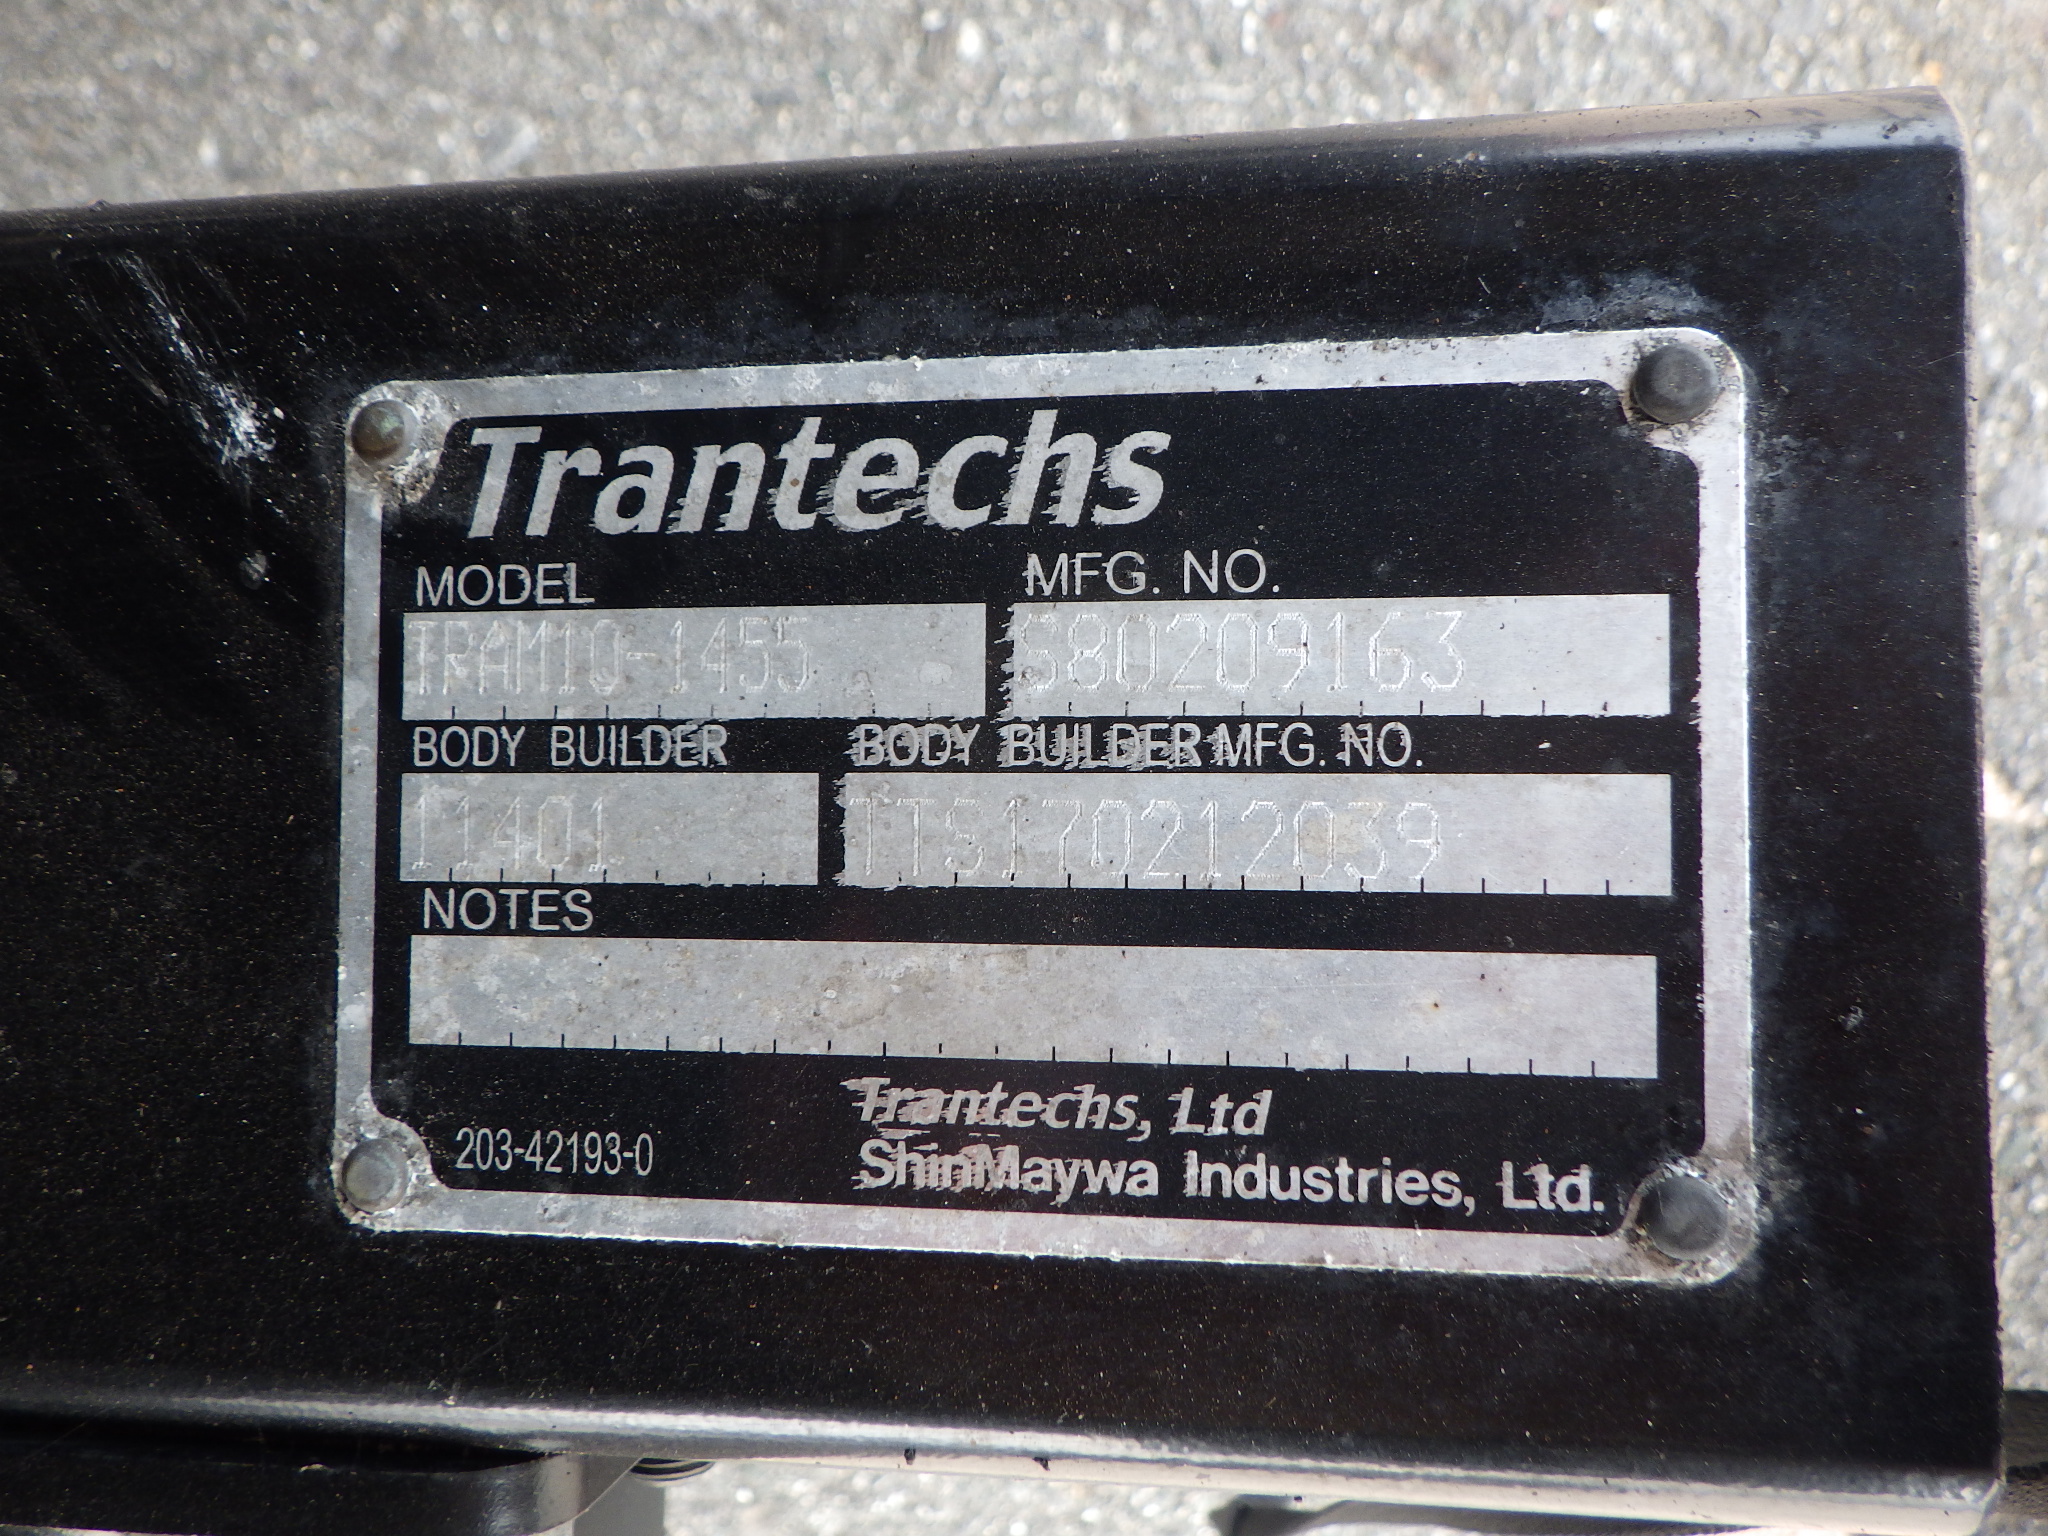 Trantechs
MODEL MFG. NO.
TRAM10-1455 S80209163
BODY BUILDER BODY BUILDER MFG. NO.
11401 TTS170212039
NOTES
Trantechs, Ltd
203-42193-0 ShinMaywa Industries, Ltd.